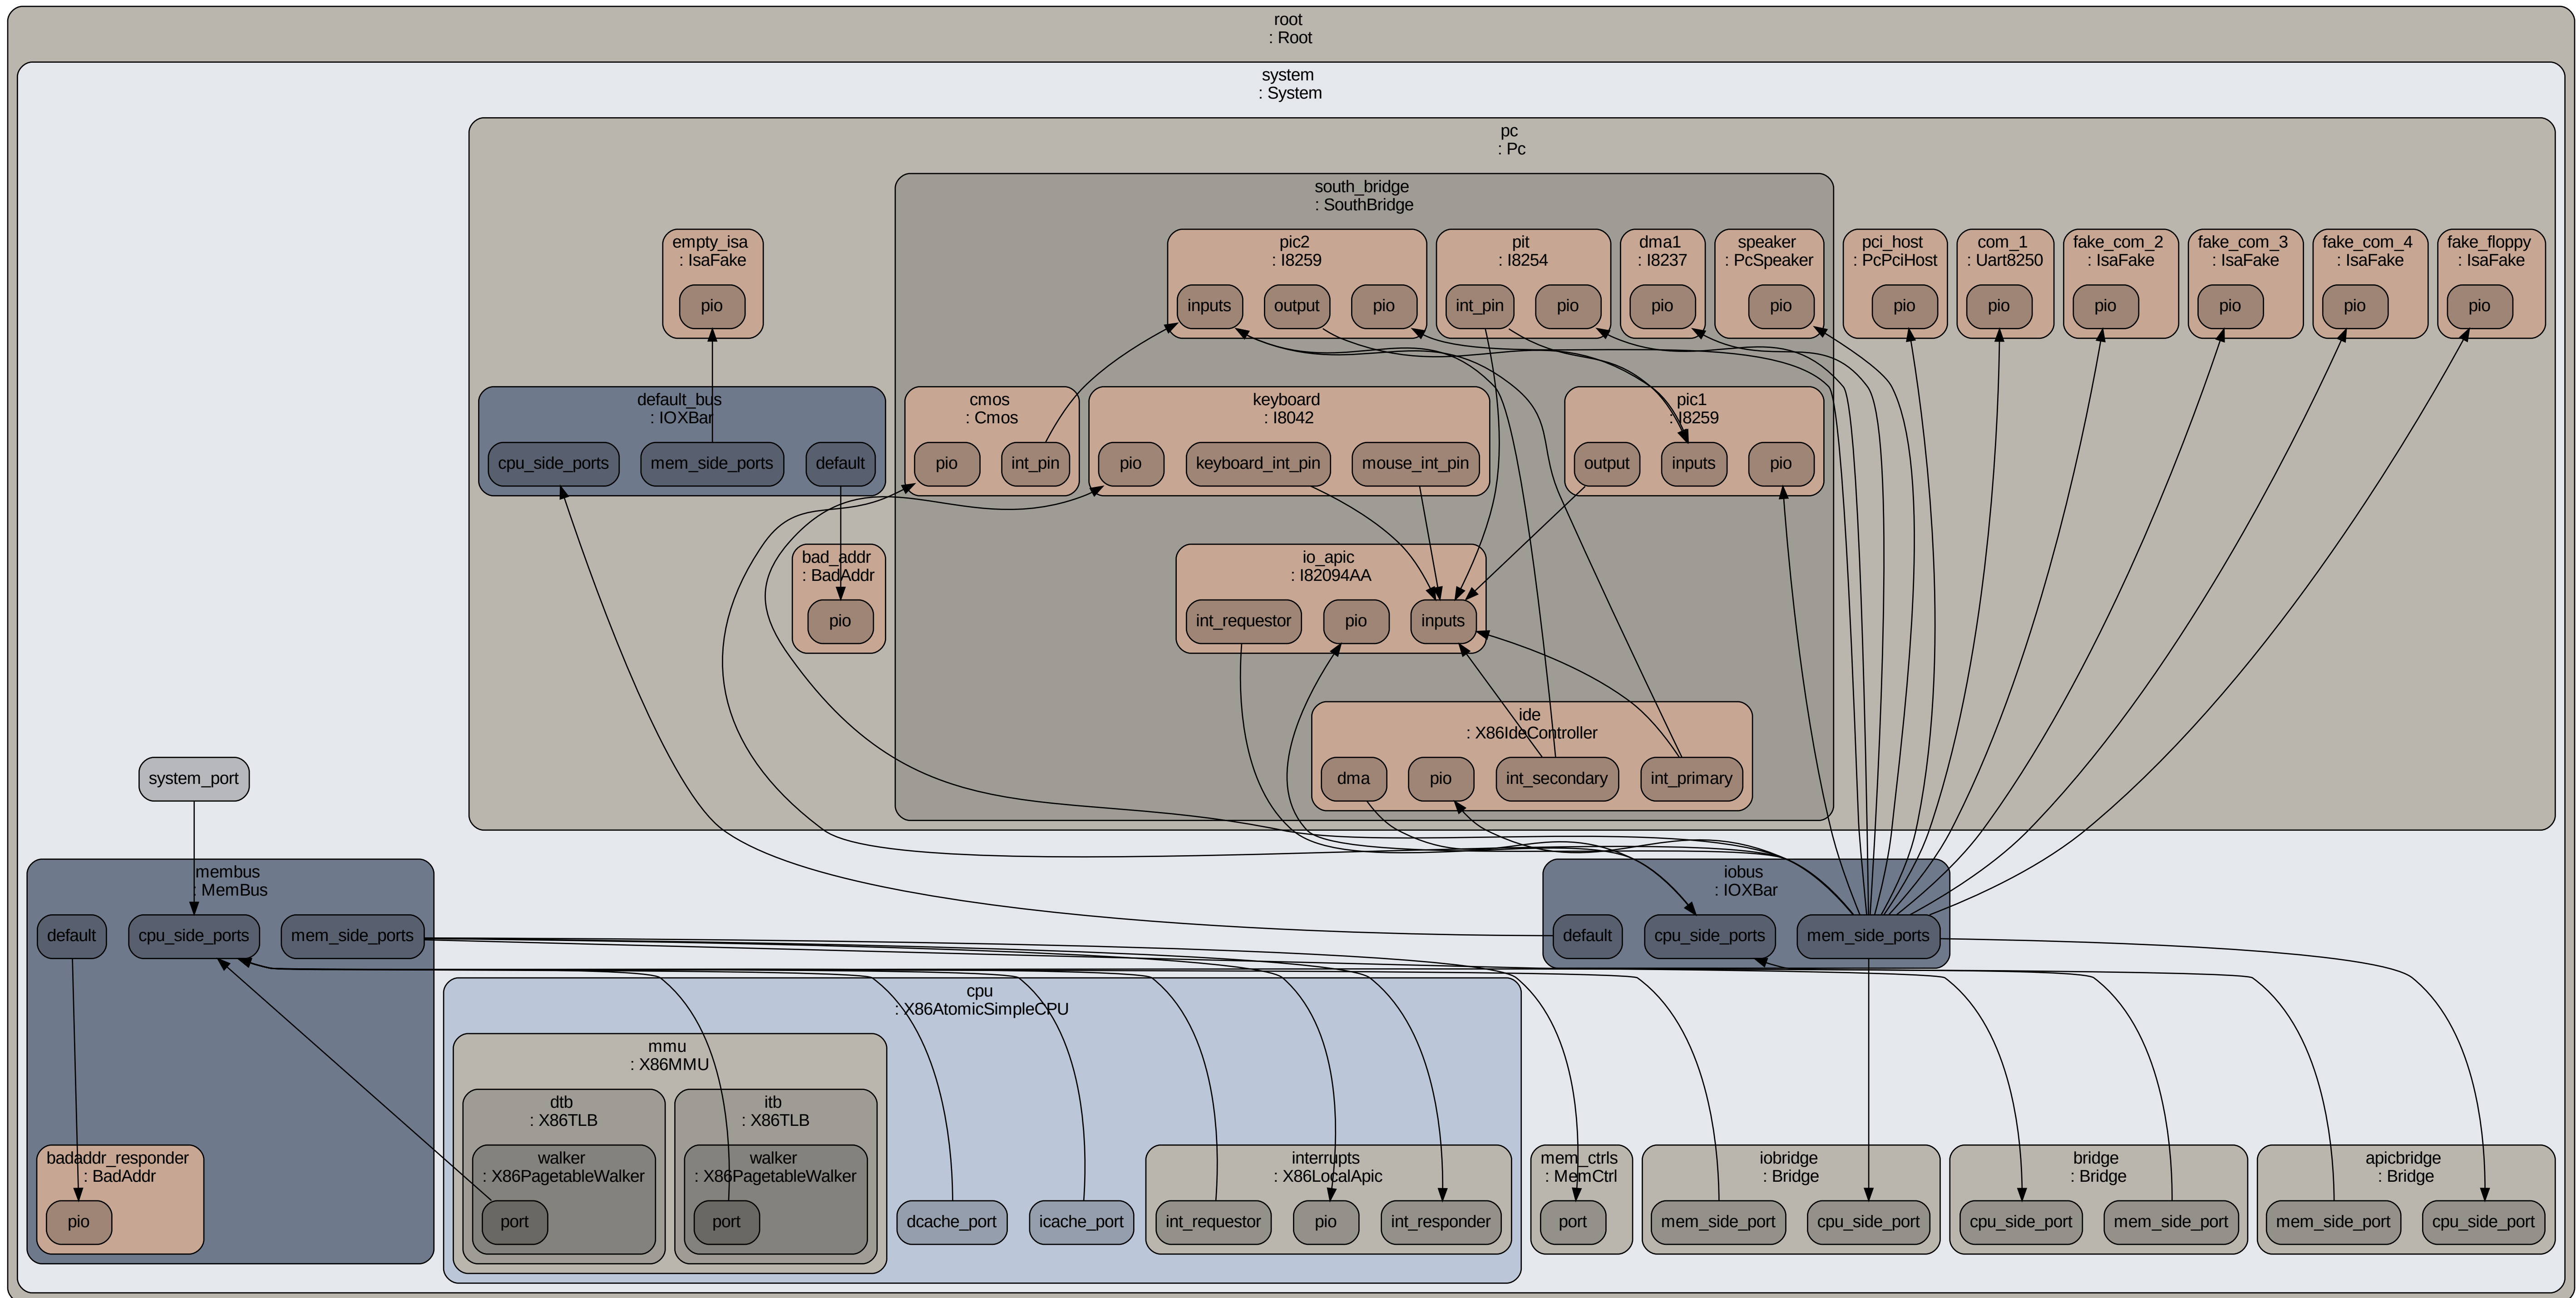 root
: Root
system
: System
pc
: Pc
south_bridge
: SouthBridge
empty_isa
: IsaFake
pio
pic2
: I8259
inputs
output
pio
pit
: I8254
int_pin
pio
dma1
: I8237
pio
speaker
: PcSpeaker
pio
pci_host
: PcPciHost
pio
com_1
: Uart8250
pio
fake_com_2
: IsaFake
pio
fake_com_3
: IsaFake
pio
fake_com_4
: IsaFake
pio
fake_floppy
: IsaFake
pio
default_bus
: IOXBar
cpu_side_ports
mem_side_ports
default
cmos
: Cmos
pio
int_pin
keyboard
: I8042
pio
keyboard_int_pin
mouse_int_pin
pic1
: I8259
output
inputs
pio
bad_addr
: BadAddr
pio
io_apic
: I82094AA
int_requestor
pio
inputs
ide
: X86IdeController
dma
pio
int_secondary
int_primary
system_port
membus
: MemBus
default
cpu_side_ports
mem_side_ports
iobus
: IOXBar
default
cpu_side_ports
mem_side_ports
cpu
: X86AtomicSimpleCPU
mmu
: X86MMU
dtb
: X86TLB
itb
: X86TLB
badaddr_responder
: BadAddr
pio
walker
: X86PagetableWalker
port
walker
: X86PagetableWalker
port
dcache_port
icache_port
interrupts
: X86LocalApic
int_requestor
pio
int_responder
mem_ctrls
: MemCtrl
port
iobridge
: Bridge
mem_side_port
cpu_side_port
bridge
: Bridge
cpu_side_port
mem_side_port
apicbridge
: Bridge
mem_side_port
cpu_side_port